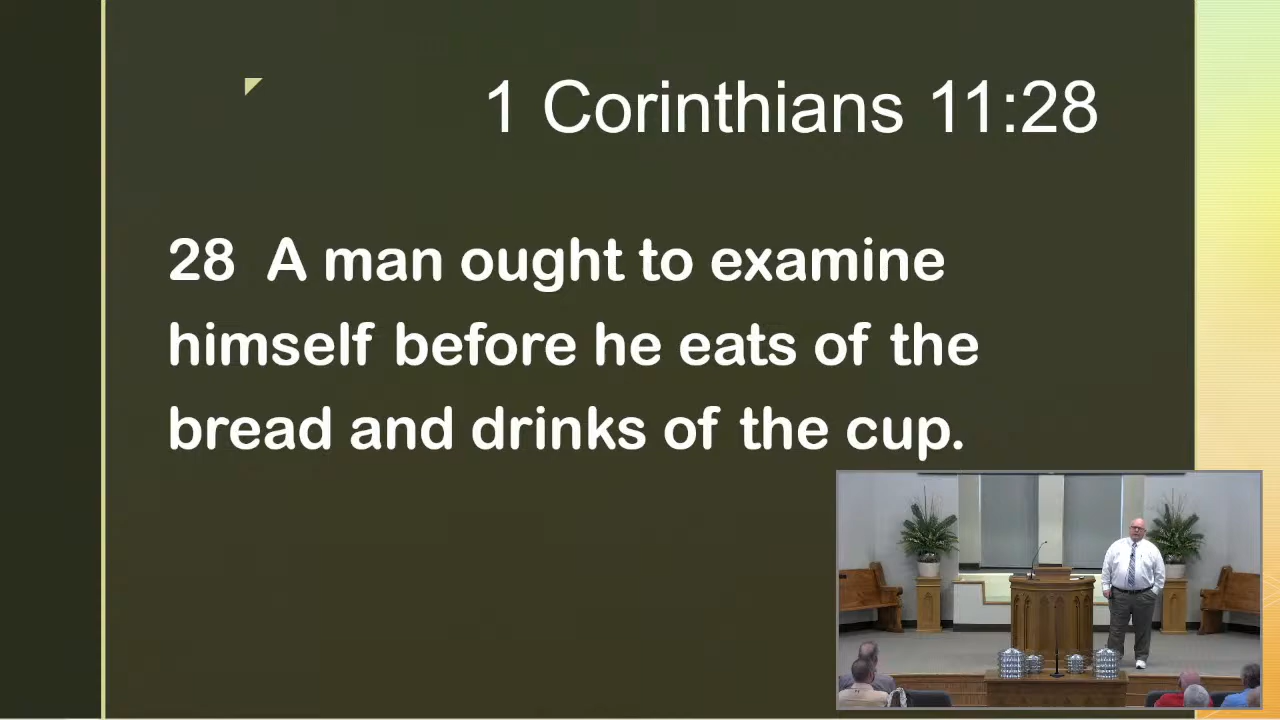 1 Corinthians 11:28
28 A man ought to examine
himself before he eats of the
bread and drinks of the cup.